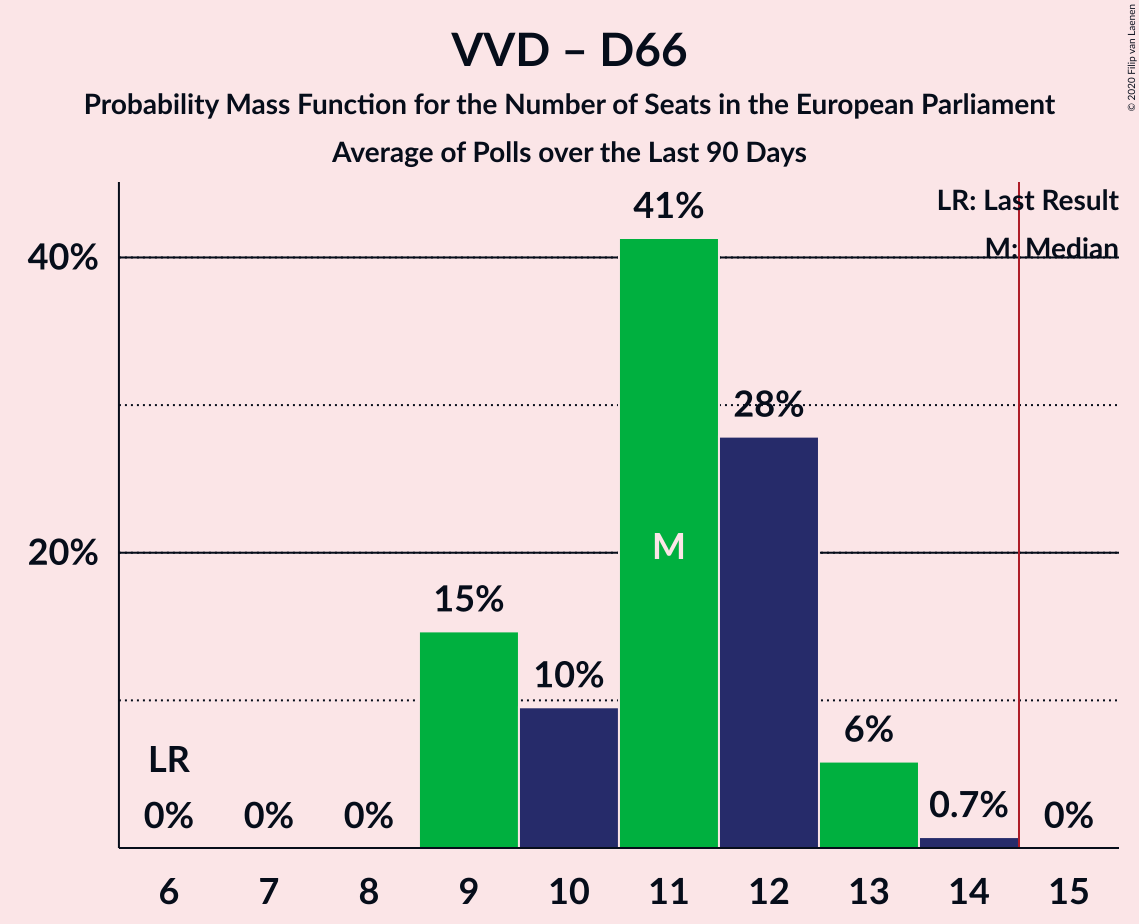 VVD – D66
Probability Mass Function for the Number of Seats in the European Parliament
Average of Polls over the Last 90 Days
© 2020 Filip van Laenen
LR: Last Result
M: Median
40%
20%
41%
28%
M
15%
10%
6%
LR
0%
0%
0%
0.7%
0%
6
7
8
9
10
11
12
13
14
15